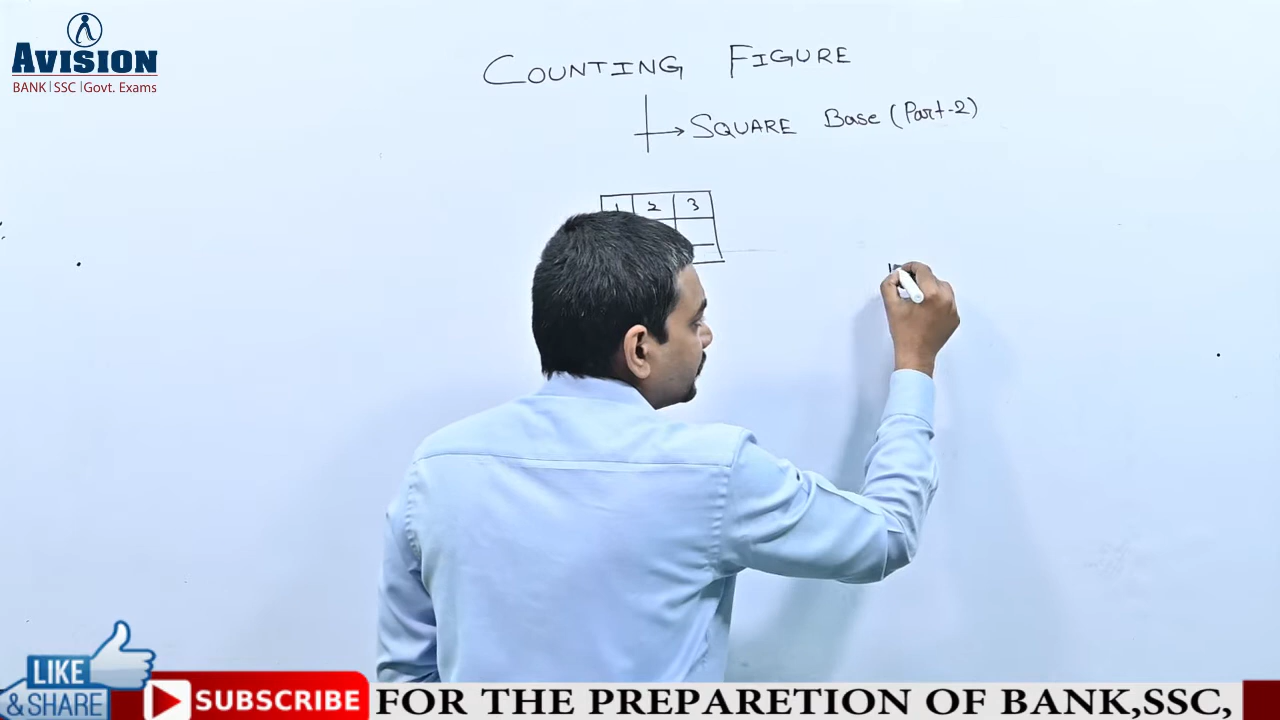 AVISION
BANK | SSC | Govt. Exams
COUNTING FIGURE
SQUARE Base (Part-2)
1 2 3
LIKE
& SHARE
SUBSCRIBE
FOR THE PREPARETION OF BANK,SSC,